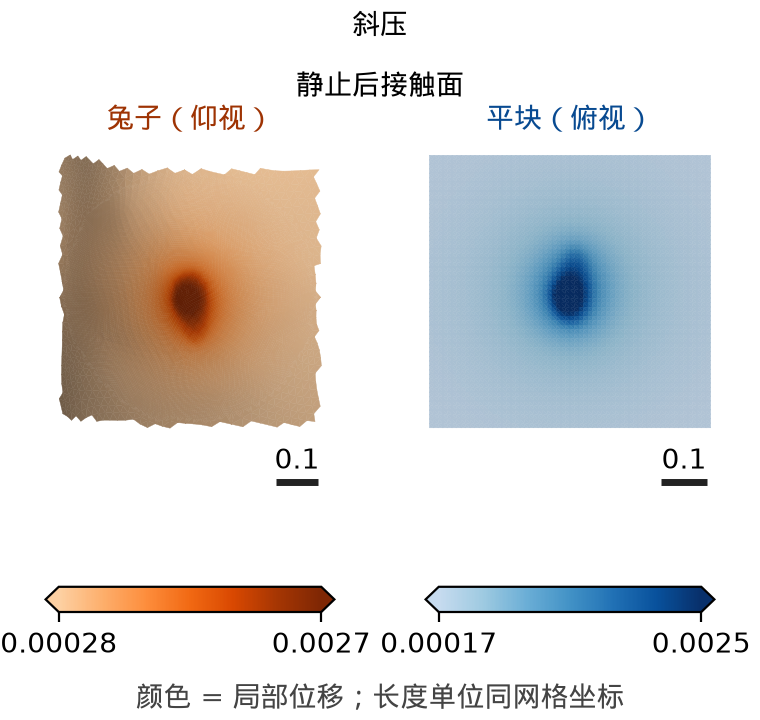 斜压
静止后接触面
兔子（仰视）
平块（俯视）
0.1
0.1
0.00028
0.0027
0.00017
0.0025
颜色 = 局部位移；长度单位同网格坐标